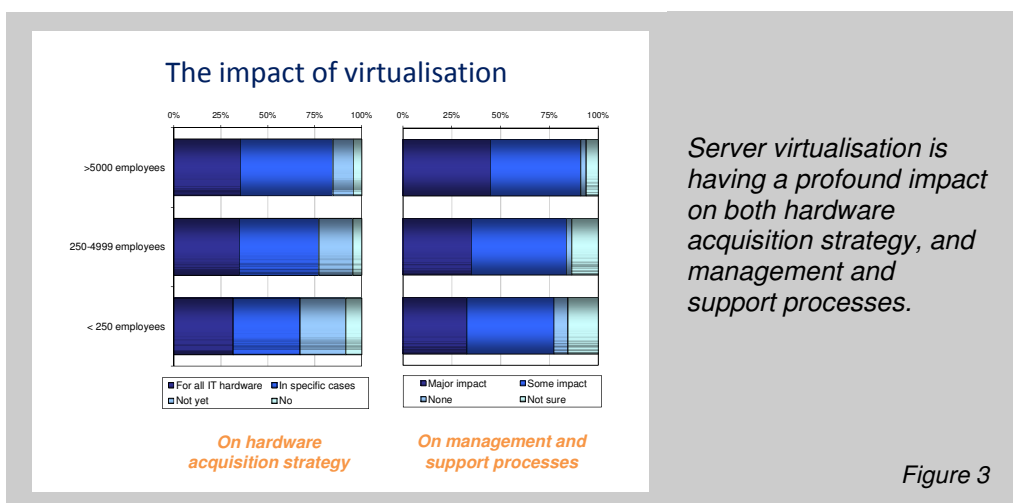 The impact of virtualisation
0% 25% 50% 75% 100%
0% 25% 50% 75% 100%
>5000 employees
250-4999 employees
< 250 employees
For all IT hardware In specific cases
Not yet No
Major impact Some impact
None Not sure
On hardware
acquisition strategy
On management and
support processes
Server virtualisation is
having a profound impact
on both hardware
acquisition strategy, and
management and
support processes.
Figure 3